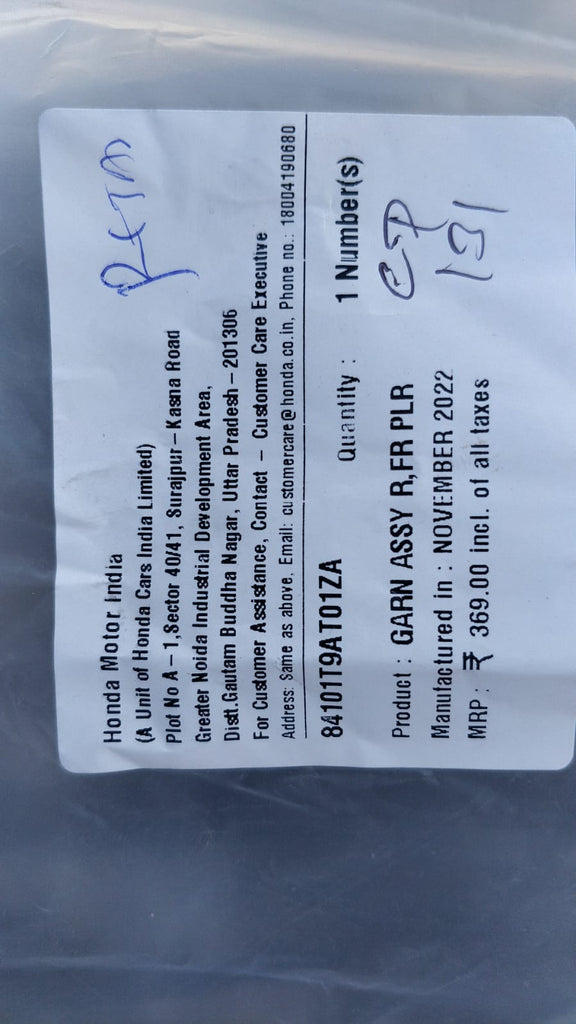 Honda Motor India
(A Unit of Honda Cars India Limited)
Plot No A – 1,Sector 40/41, Surajpur – Kasna Road
Greater Noida Industrial Development Area,
Distt.Gautam Buddha Nagar, Uttar Pradesh – 201306
For Customer Assistance, Contact – Customer Care Executive
Address: Same as above, Email: customercare@honda.co.in, Phone no.: 18004190680
84101T9AT01ZA Quantity : 1 Number(s)
Product : GARN ASSY R,FR PLR
Manufactured in : NOVEMBER 2022
131
MRP : ₹ 369.00 incl. of all taxes